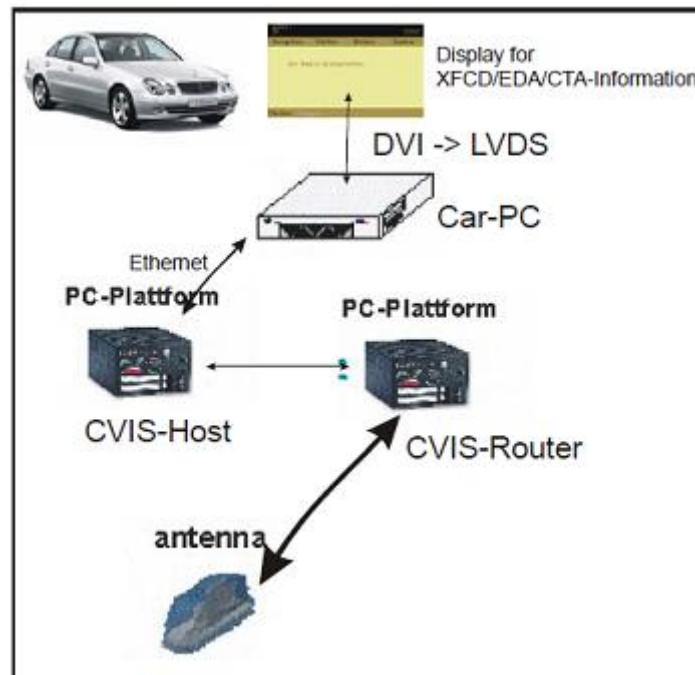 Display for
XFCD/EDA/CTA-Information
DVI -> LVDS
Car-PC
Ethernet
PC-Plattform
PC-Plattform
CVIS-Host
CVIS-Router
antenna